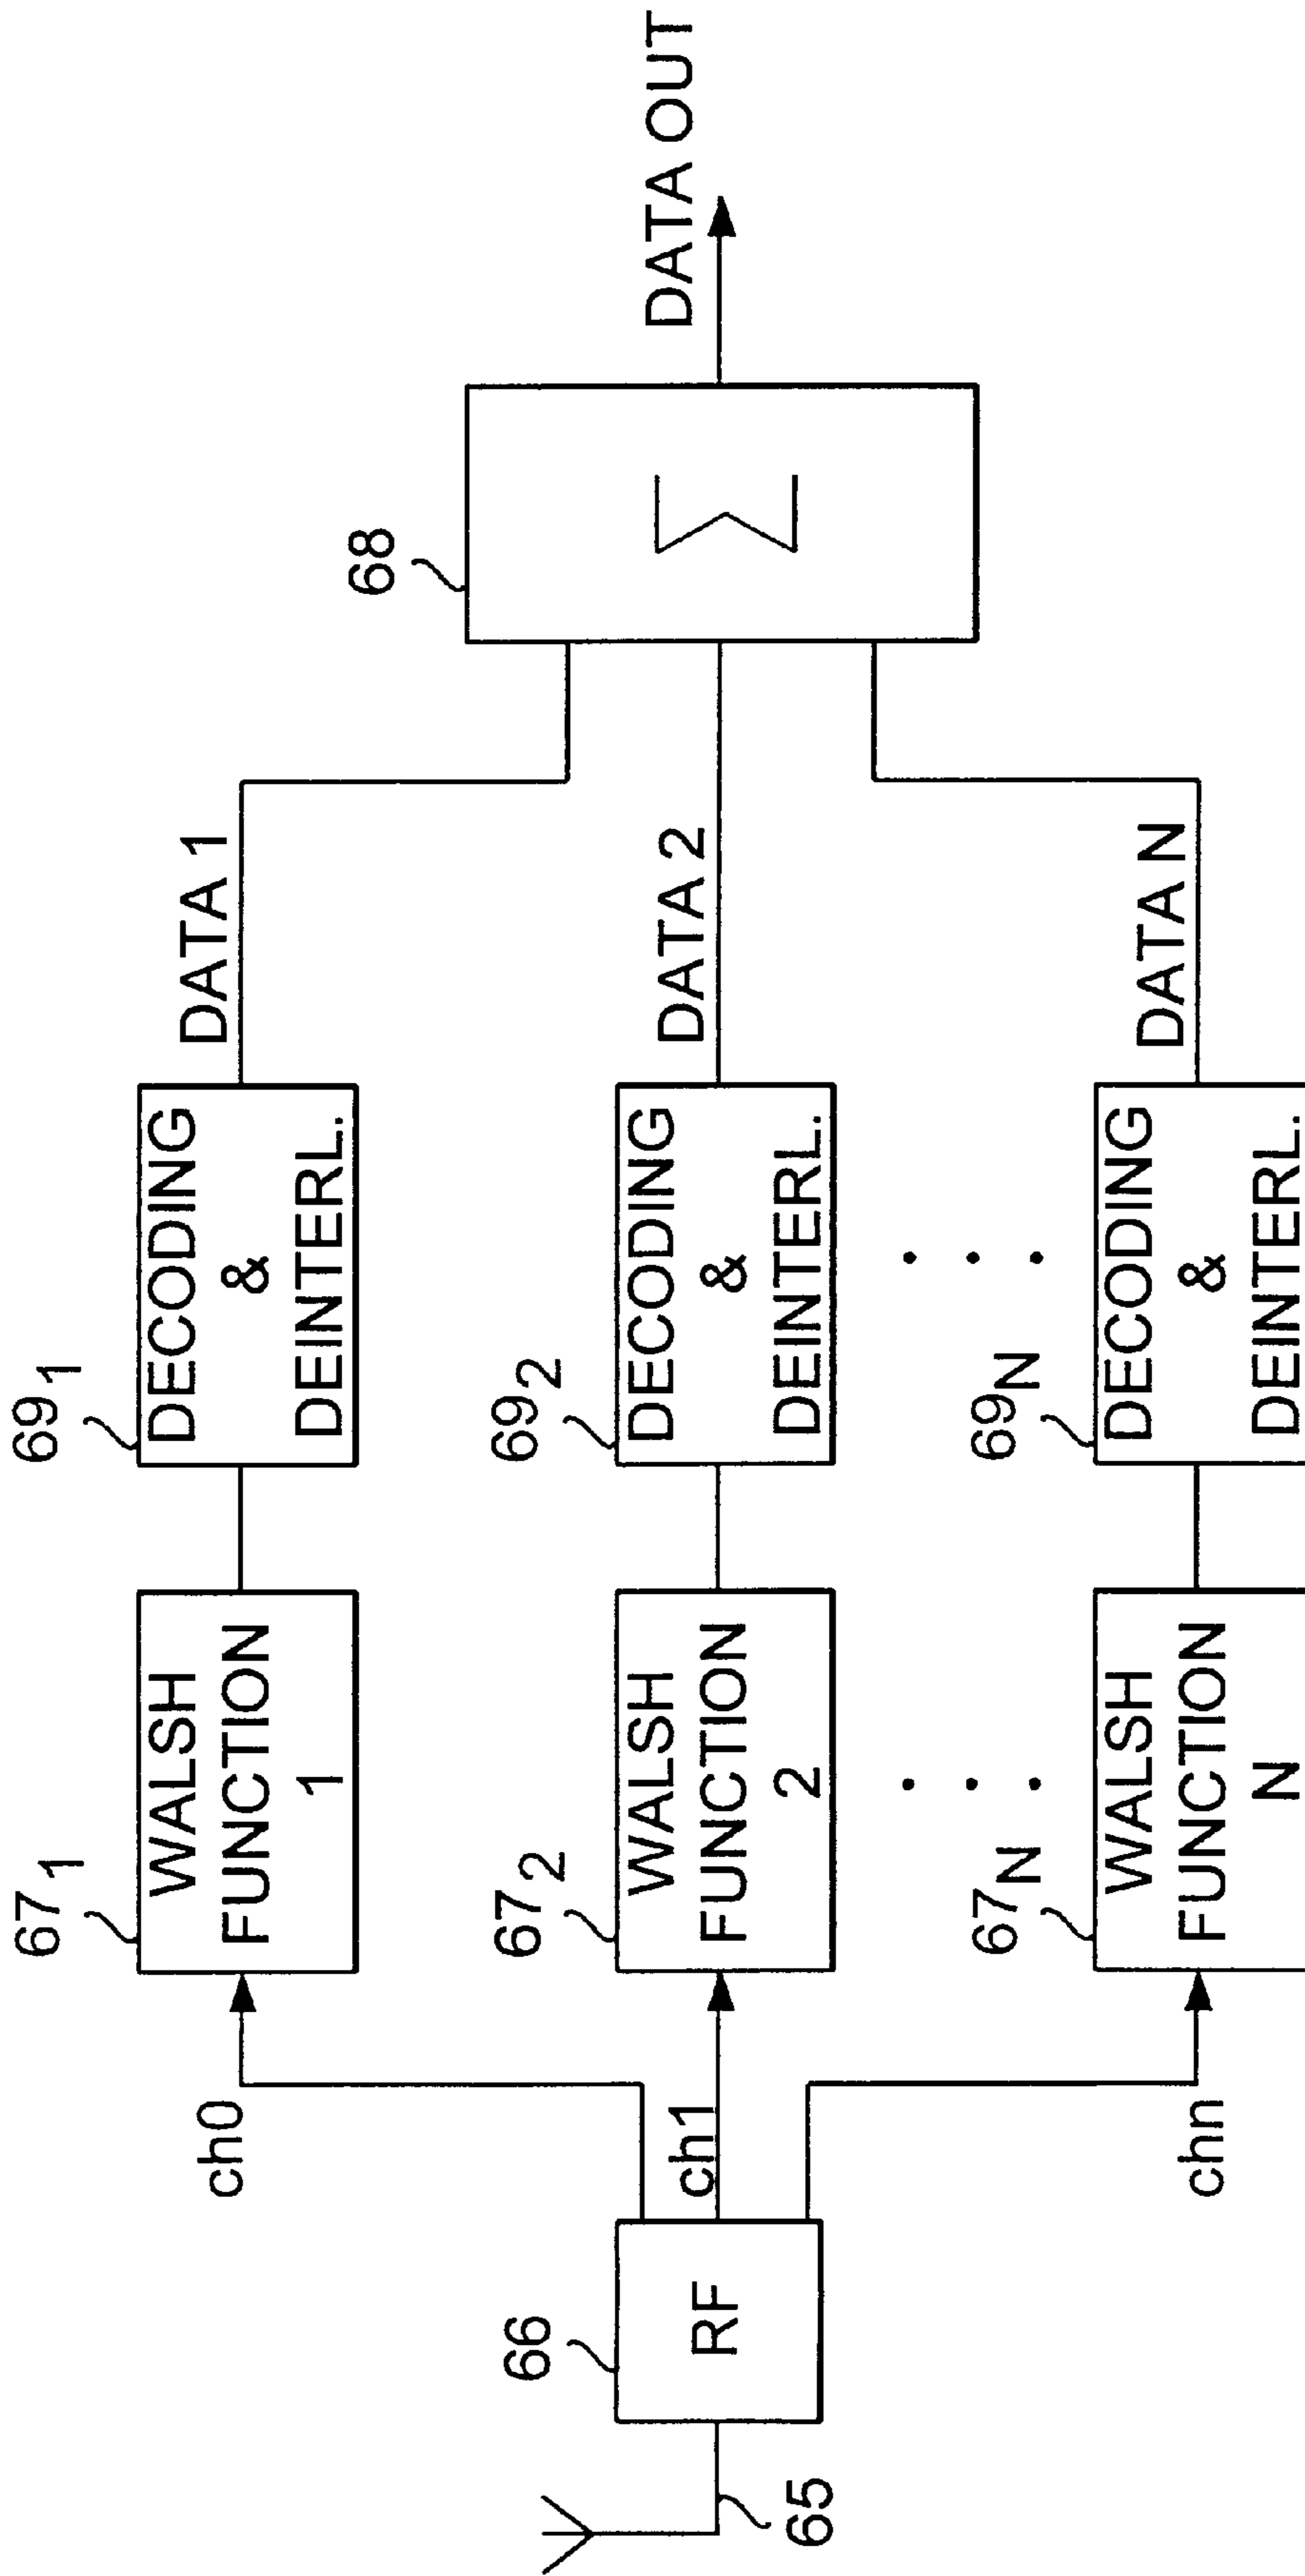 65
66
RF
ch0
ch1
chn
67₁
WALSH
FUNCTION
1
69₁
DECODING
&
DEINTERL.
DATA 1
67₂
WALSH
FUNCTION
2
69₂
DECODING
&
DEINTERL.
DATA 2
. . .
. . .
67N
WALSH
FUNCTION
N
69N
DECODING
&
DEINTERL.
DATA N
68
Σ
DATA OUT